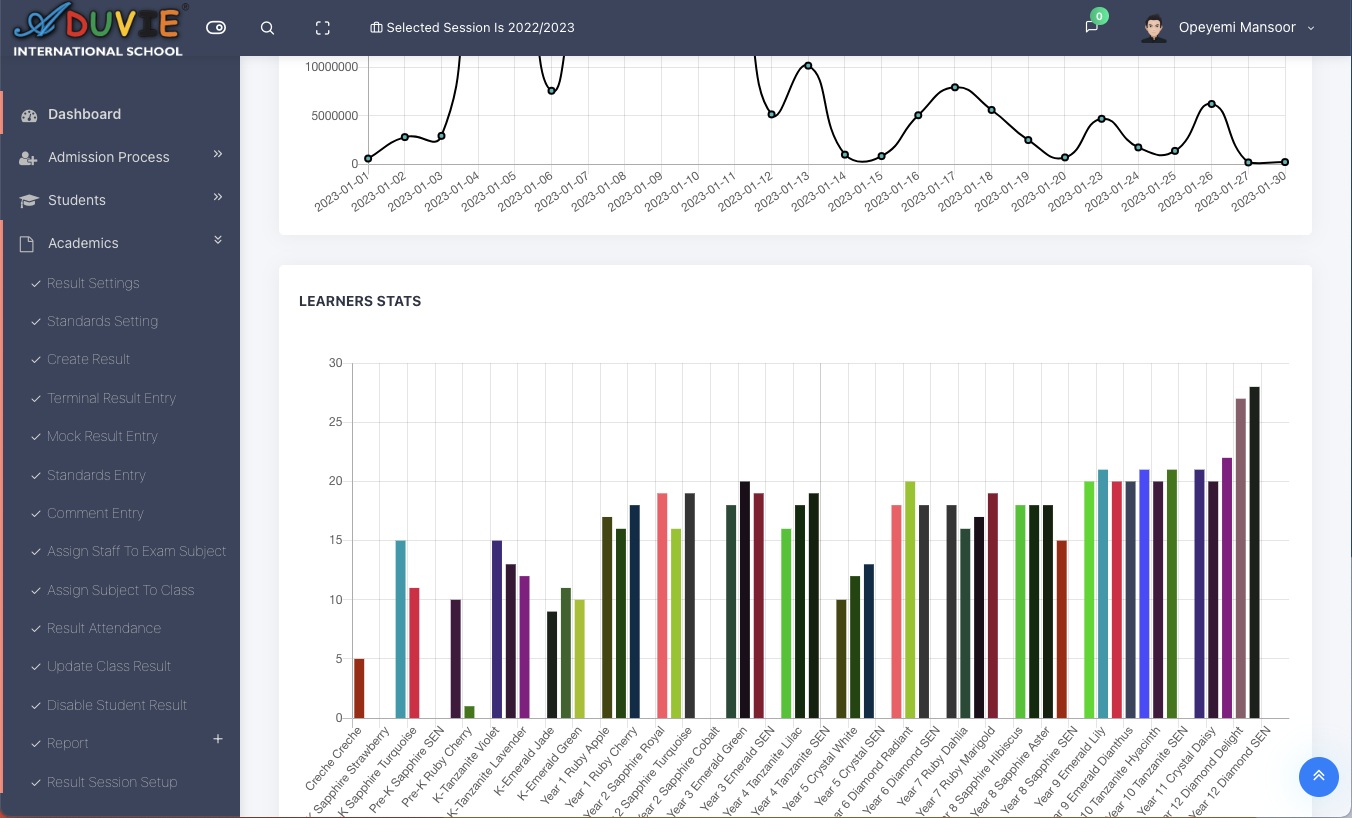 ADUVIE
INTERNATIONAL SCHOOL
Selected Session Is 2022/2023
0
Opeyemi Mansoor
Dashboard
Admission Process
Students
Academics
Result Settings
Standards Setting
Create Result
Terminal Result Entry
Mock Result Entry
Standards Entry
Comment Entry
Assign Staff To Exam Subject
Assign Subject To Class
Result Attendance
Update Class Result
Disable Student Result
Report
Result Session Setup
10000000
5000000
0
2023-01-01
2023-01-02
2023-01-03
2023-01-04
2023-01-05
2023-01-06
2023-01-07
2023-01-08
2023-01-09
2023-01-10
2023-01-11
2023-01-12
2023-01-13
2023-01-14
2023-01-15
2023-01-16
2023-01-17
2023-01-18
2023-01-19
2023-01-20
2023-01-23
2023-01-24
2023-01-25
2023-01-26
2023-01-27
2023-01-30
LEARNERS STATS
30
25
20
15
10
5
0
Creche Creche
Sapphire Strawberry
K Sapphire Turquoise
Pre-K Sapphire SEN
Pre-K Ruby Cherry
K-Tanzanite Violet
K-Tanzanite Lavender
K-Emerald Jade
K-Emerald Green
Year 1 Ruby Apple
Year 1 Ruby Cherry
Year 2 Sapphire Royal
2 Sapphire Turquoise
Year 2 Sapphire Cobalt
Year 3 Emerald Green
Year 3 Emerald SEN
Year 4 Tanzanite Lilac
Year 4 Tanzanite SEN
Year 5 Crystal White
Year 5 Crystal SEN
6 Diamond Radiant
Year 6 Diamond SEN
Year 7 Ruby Dahlia
Year 7 Ruby Marigold
8 Sapphire Hibiscus
Year 8 Sapphire Aster
Year 8 Sapphire SEN
Year 9 Emerald Lily
9 Emerald Dianthus
10 Tanzanite Hyacinth
Year 10 Tanzanite SEN
Year 11 Crystal Daisy
12 Diamond Delight
Year 12 Diamond SEN